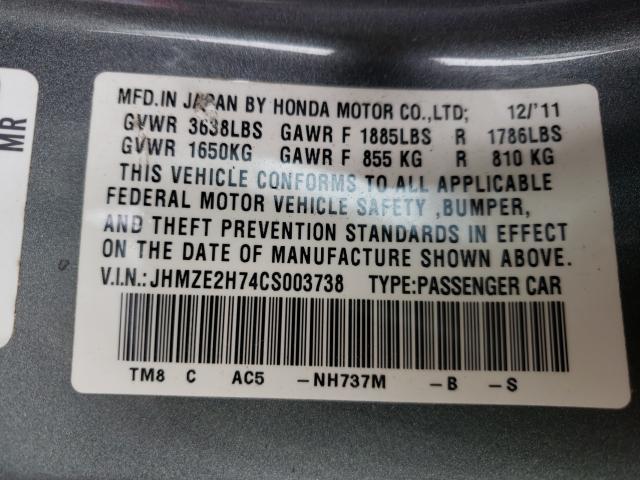 MFD.IN JAPAN BY HONDA MOTOR CO.,LTD; 12/'11
GVWR 3638LBS GAWR F 1885LBS R 1786LBS
GVWR 1650KG GAWR F 855 KG R 810 KG
THIS VEHICLE CONFORMS TO ALL APPLICABLE
FEDERAL MOTOR VEHICLE SAFETY ,BUMPER,
AND THEFT PREVENTION STANDARDS IN EFFECT
ON THE DATE OF MANUFACTURE SHOWN ABOVE.
V.I.N.:JHMZE2H74CS003738 TYPE:PASSENGER CAR
TM8 C AC5 –NH737M –B –S
MR